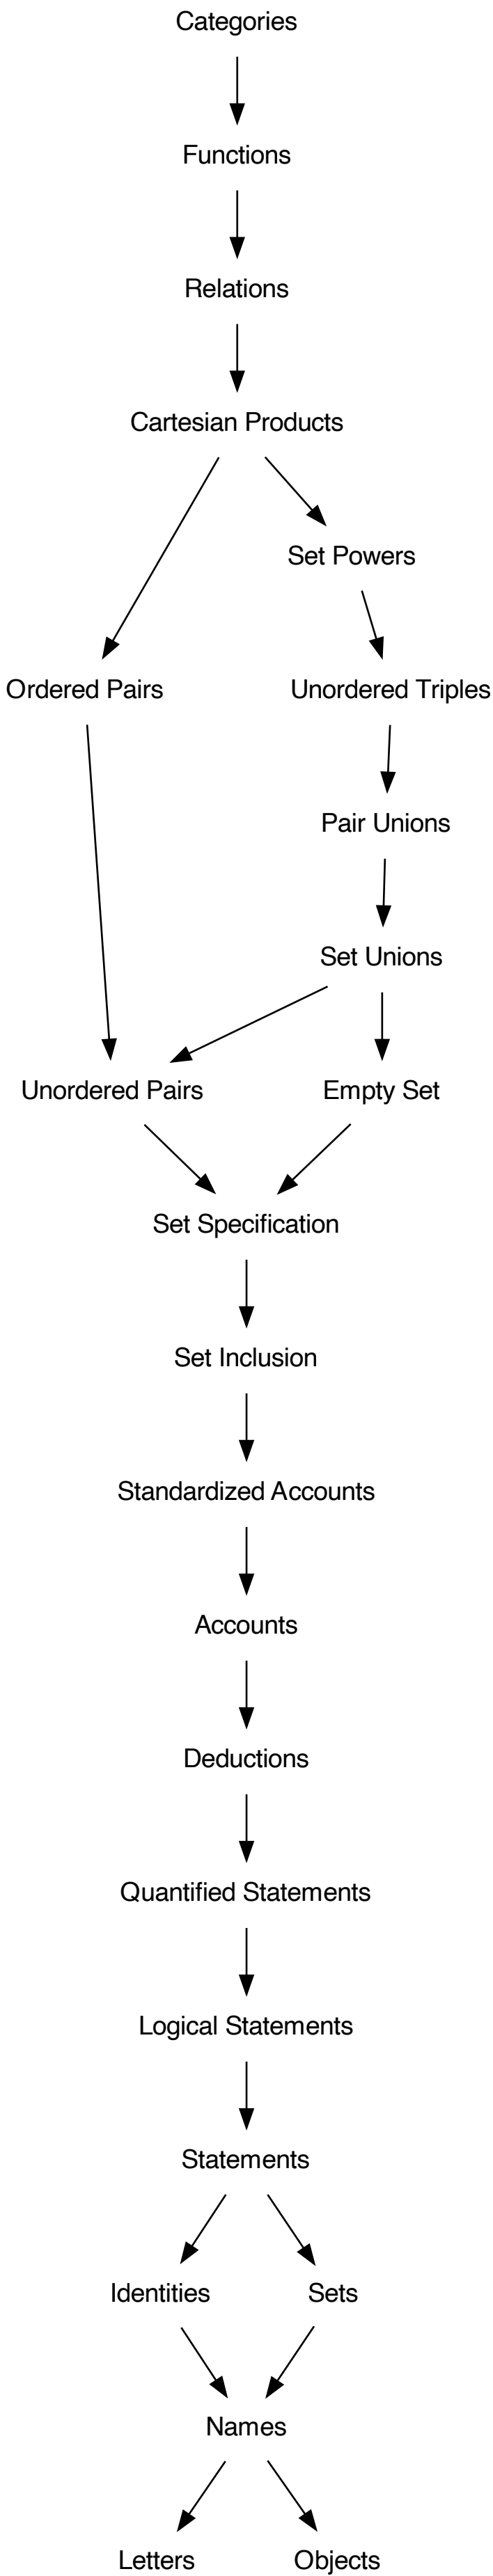 Categories
Functions
Relations
Cartesian Products
Set Powers
Ordered Pairs
Unordered Triples
Pair Unions
Set Unions
Unordered Pairs
Empty Set
Set Specification
Set Inclusion
Standardized Accounts
Accounts
Deductions
Quantified Statements
Logical Statements
Statements
Identities
Sets
Names
Letters
Objects